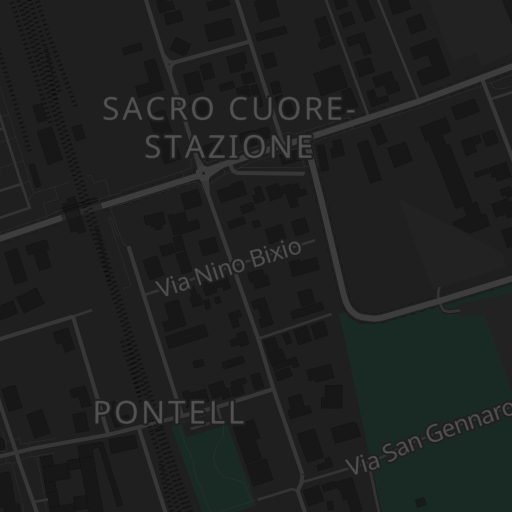 SACRO CUORE-
STAZIONE
Via Nino Bixio
PONTELL
Via San Gennaro